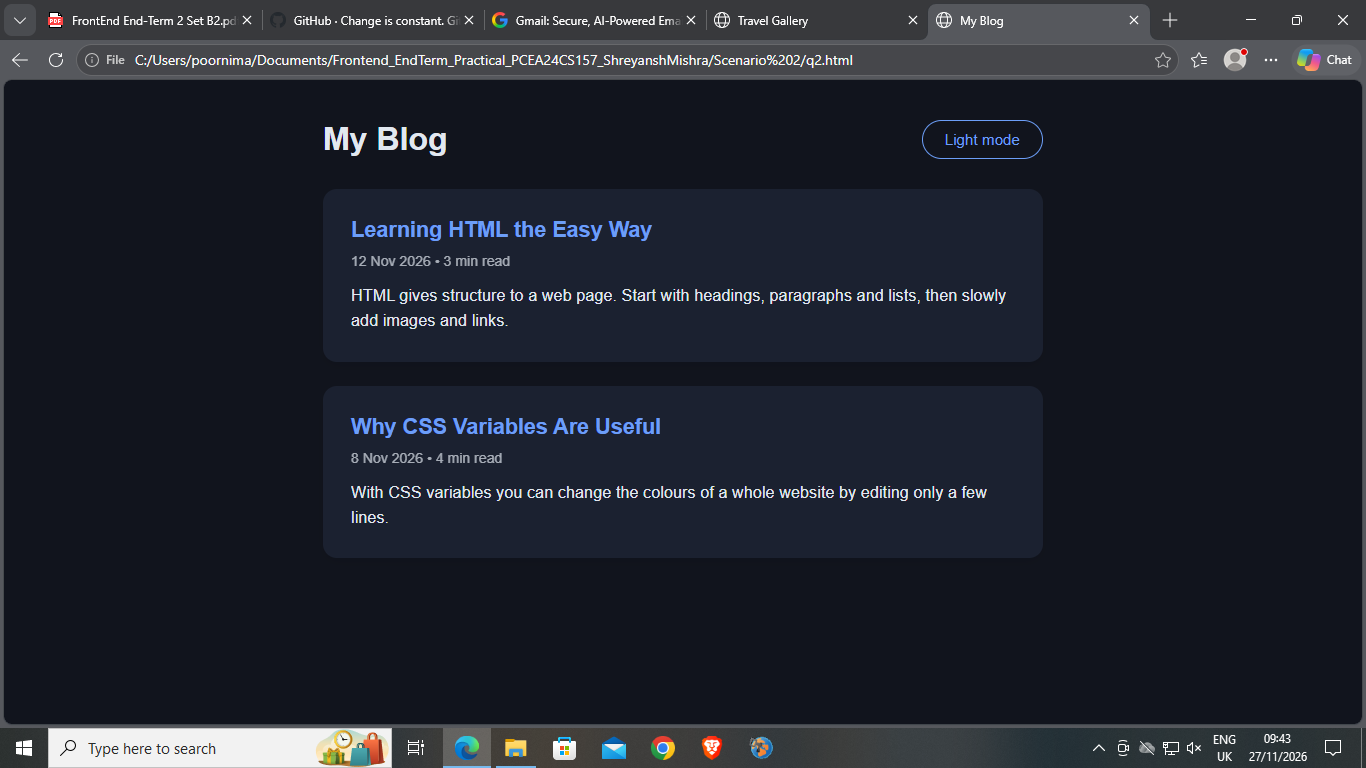 FrontEnd End-Term 2 Set B2.pd
GitHub · Change is constant. Gi
Gmail: Secure, AI-Powered Ema
Travel Gallery
My Blog
File
C:/Users/poornima/Documents/Frontend_EndTerm_Practical_PCEA24CS157_ShreyanshMishra/Scenario%202/q2.html
Chat
My Blog
Light mode
Learning HTML the Easy Way
12 Nov 2026 • 3 min read
HTML gives structure to a web page. Start with headings, paragraphs and lists, then slowly
add images and links.
Why CSS Variables Are Useful
8 Nov 2026 • 4 min read
With CSS variables you can change the colours of a whole website by editing only a few
lines.
Type here to search
ENG
UK
09:43
27/11/2026